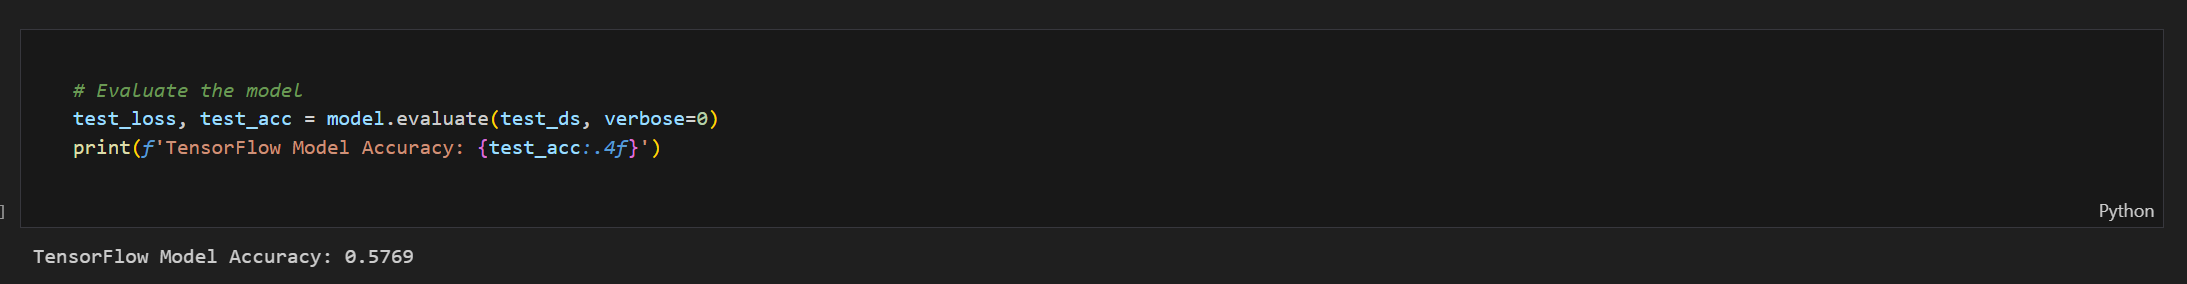 # Evaluate the model
test_loss, test_acc = model.evaluate(test_ds, verbose=0)
print(f'TensorFlow Model Accuracy: {test_acc:.4f}')
]
Python
TensorFlow Model Accuracy: 0.5769